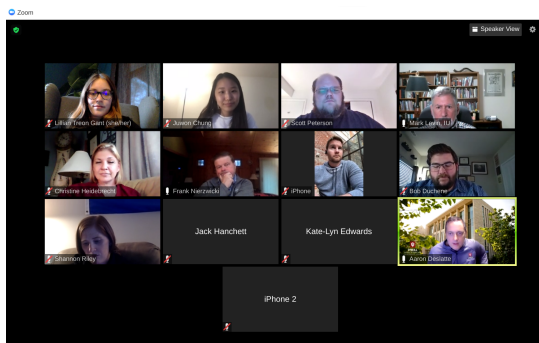 Zoom
Speaker View
Lillian Treon Gant (she/her)
Juwon Chung
Scott Peterson
Mark Levin, IU
Christine Heidebrecht
Frank Nierzwicki
iPhone
Bob Duchene
Shannon Riley
Jack Hanchett
Kate-Lyn Edwards
Aaron Deslatte
iPhone 2